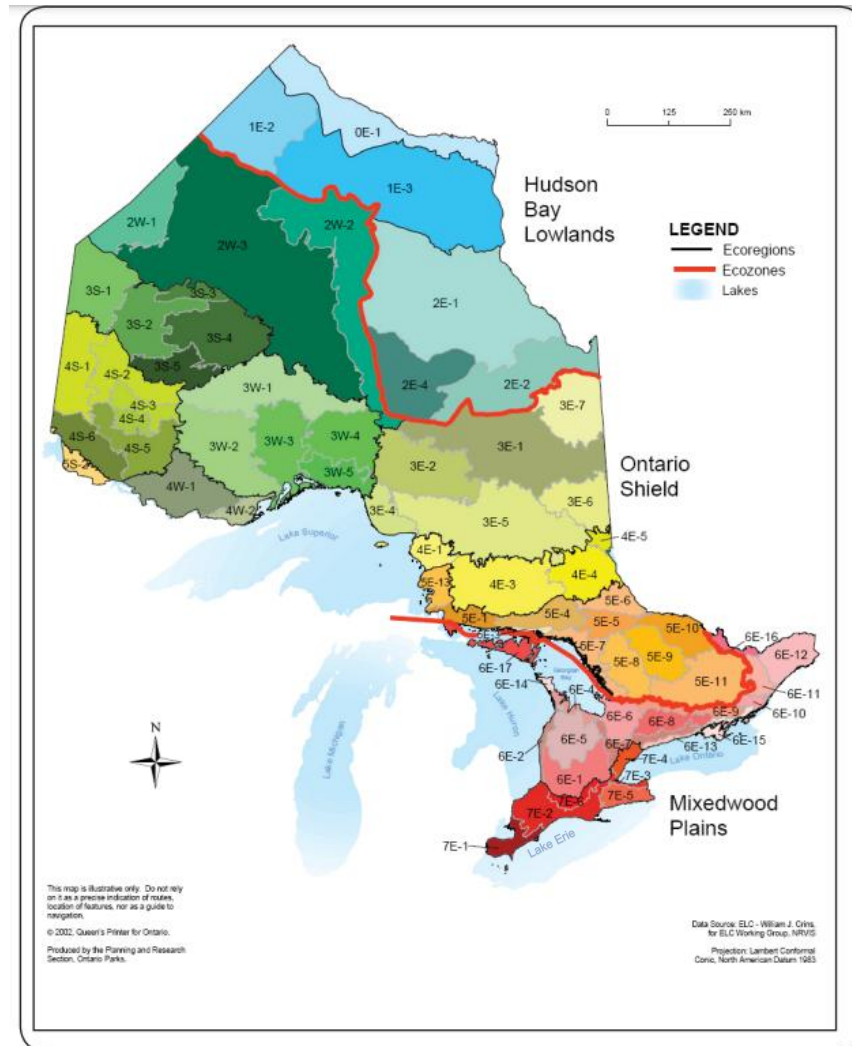 0 125 250 km
1E-2
0E-1
1E-3
Hudson
Bay
Lowlands
LEGEND
Ecoregions
Ecozones
Lakes
2W-1
2W-2
2W-3
2E-1
3S-1
3S-3
3S-2
3S-4
3S-5
2E-4
2E-2
4S-1
4S-2
4S-3
4S-4
4S-6
4S-5
5S-2
3W-1
3W-2
3W-3
3W-4
3W-5
4W-1
4W-2
3E-7
3E-1
3E-2
Ontario
Shield
3E-4
3E-5
3E-6
4E-5
Lake Superior
4E-1
4E-3
4E-4
5E-13
5E-1
5E-4
5E-6
5E-5
5E-10
5E-7
5E-8
5E-9
5E-11
6E-16
6E-12
6E-17
6E-14
Georgian
Bay
6E-4
6E-11
6E-10
6E-9
6E-6
6E-8
6E-15
6E-13
Lake Huron
Lake Michigan
6E-2
6E-5
6E-7
7E-4
Lake Ontario
7E-3
6E-1
7E-6
7E-5
7E-2
7E-1
Lake Erie
Mixedwood
Plains
N
W E
S
This map is illustrative only. Do not rely
on it as a precise indication of routes,
location of features, nor as a guide to
navigation.
© 2002, Queen's Printer for Ontario.
Produced by the Planning and Research
Section, Ontario Parks.
Data Source: ELC - William J. Crins,
for ELC Working Group, NRVIS
Projection: Lambert Conformal
Conic, North American Datum 1983